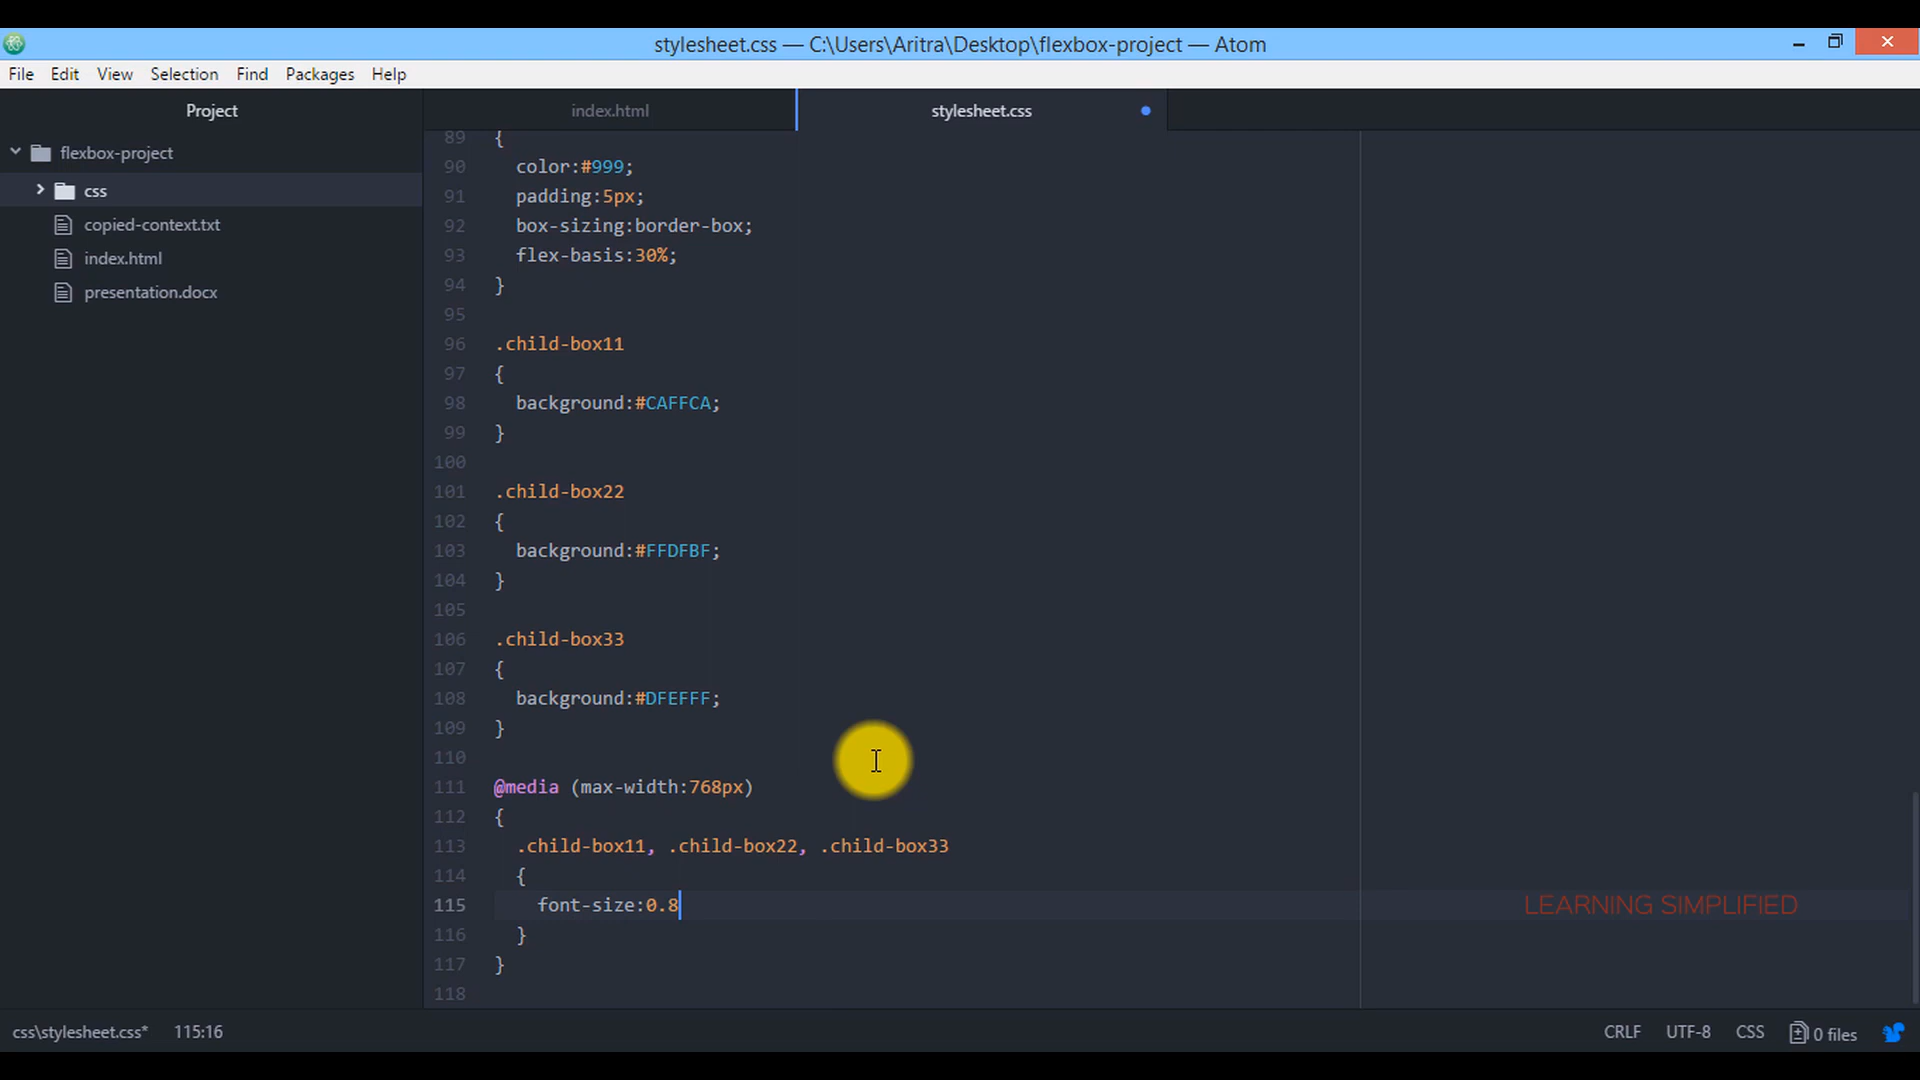 stylesheet.css — C:\Users\Aritra\Desktop\flexbox-project — Atom
File Edit View Selection Find Packages Help
Project
flexbox-project
css
copied-context.txt
index.html
presentation.docx
index.html
stylesheet.css
89 {
90 color:#999;
91 padding:5px;
92 box-sizing:border-box;
93 flex-basis:30%;
94 }
95
96 .child-box11
97 {
98 background:#CAFFCA;
99 }
100
101 .child-box22
102 {
103 background:#FFDFBF;
104 }
105
106 .child-box33
107 {
108 background:#DFEFFF;
109 }
110
111 @media (max-width:768px)
112 {
113 .child-box11, .child-box22, .child-box33
114 {
115 font-size:0.8
116 }
117 }
118
LEARNING SIMPLIFIED
css\stylesheet.css* 115:16 CRLF UTF-8 CSS 0 files